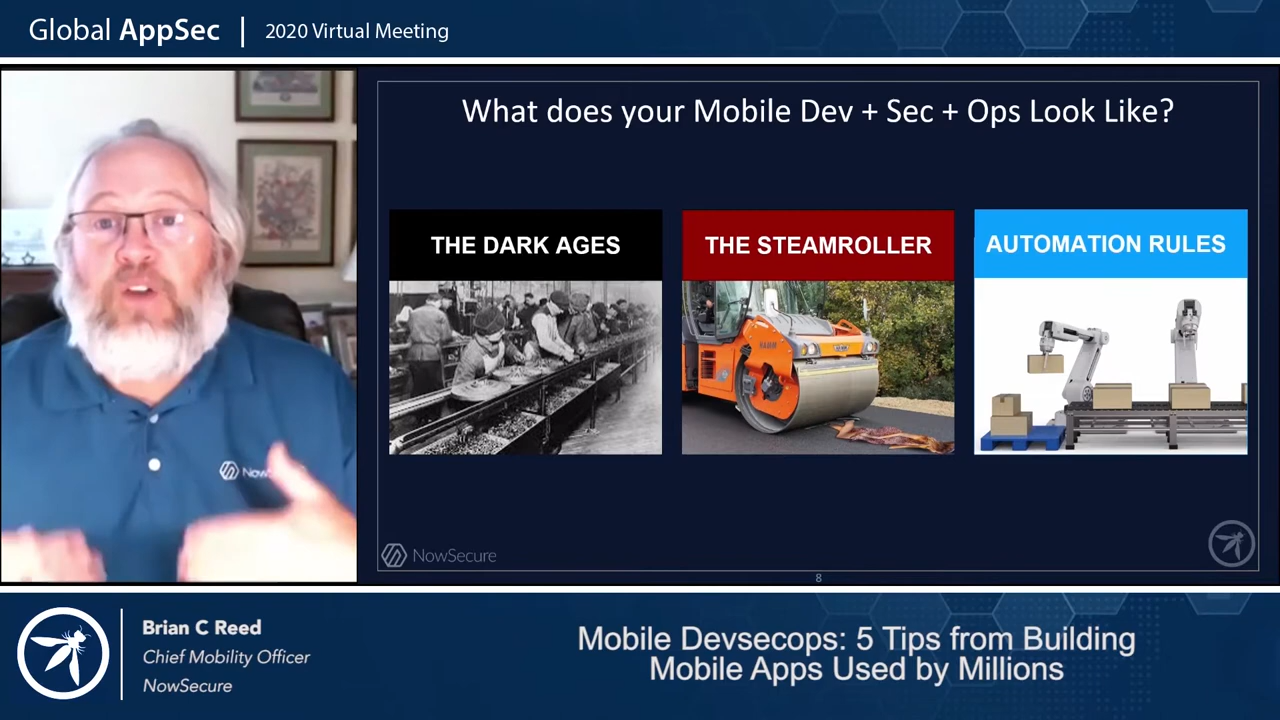 Global AppSec | 2020 Virtual Meeting
What does your Mobile Dev + Sec + Ops Look Like?
THE DARK AGES
THE STEAMROLLER
AUTOMATION RULES
HAMM
NowSecure
8
Brian C Reed
Chief Mobility Officer
NowSecure
Mobile Devsecops: 5 Tips from Building
Mobile Apps Used by Millions